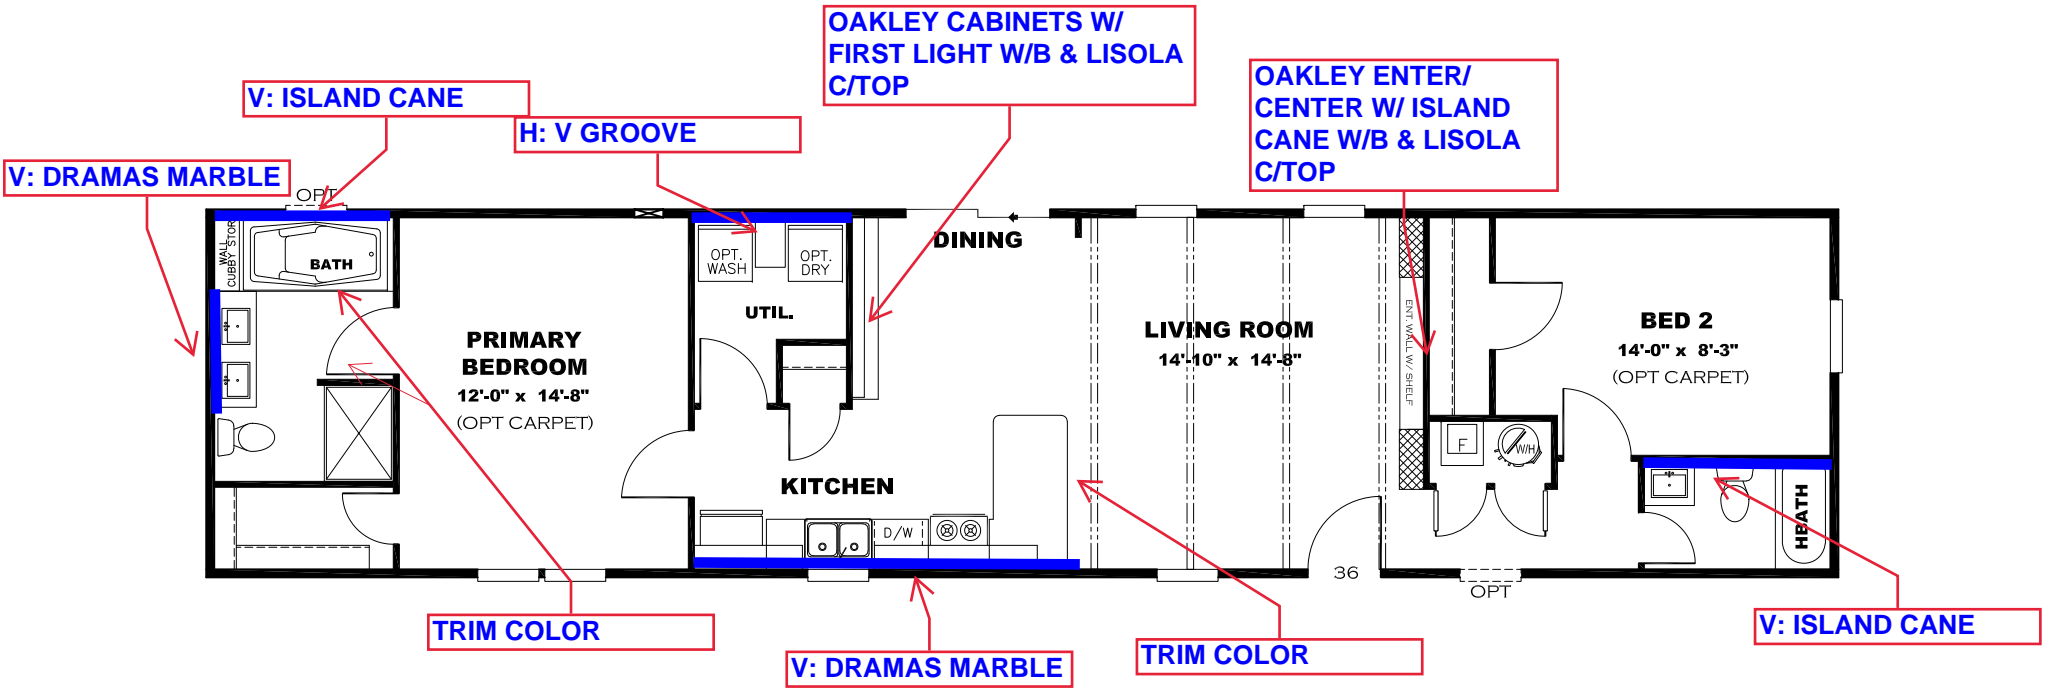 OAKLEY CABINETS W/
FIRST LIGHT W/B & LISOLA
C/TOP
OAKLEY ENTER/
CENTER W/ ISLAND
CANE W/B & LISOLA
C/TOP
V: ISLAND CANE
H: V GROOVE
V: DRAMAS MARBLE
OPT
WALL
CUBBY STOR
BATH
OPT.
WASH
OPT.
DRY
UTIL.
DINING
PRIMARY
BEDROOM
12'-0" x 14'-8"
(OPT CARPET)
LIVING ROOM
14'-10" x 14'-8"
ENT. WALL W/ SHELF
BED 2
14'-0" x 8'-3"
(OPT CARPET)
F
W/H
KITCHEN
D/W
HBATH
36
OPT
TRIM COLOR
V: DRAMAS MARBLE
TRIM COLOR
V: ISLAND CANE